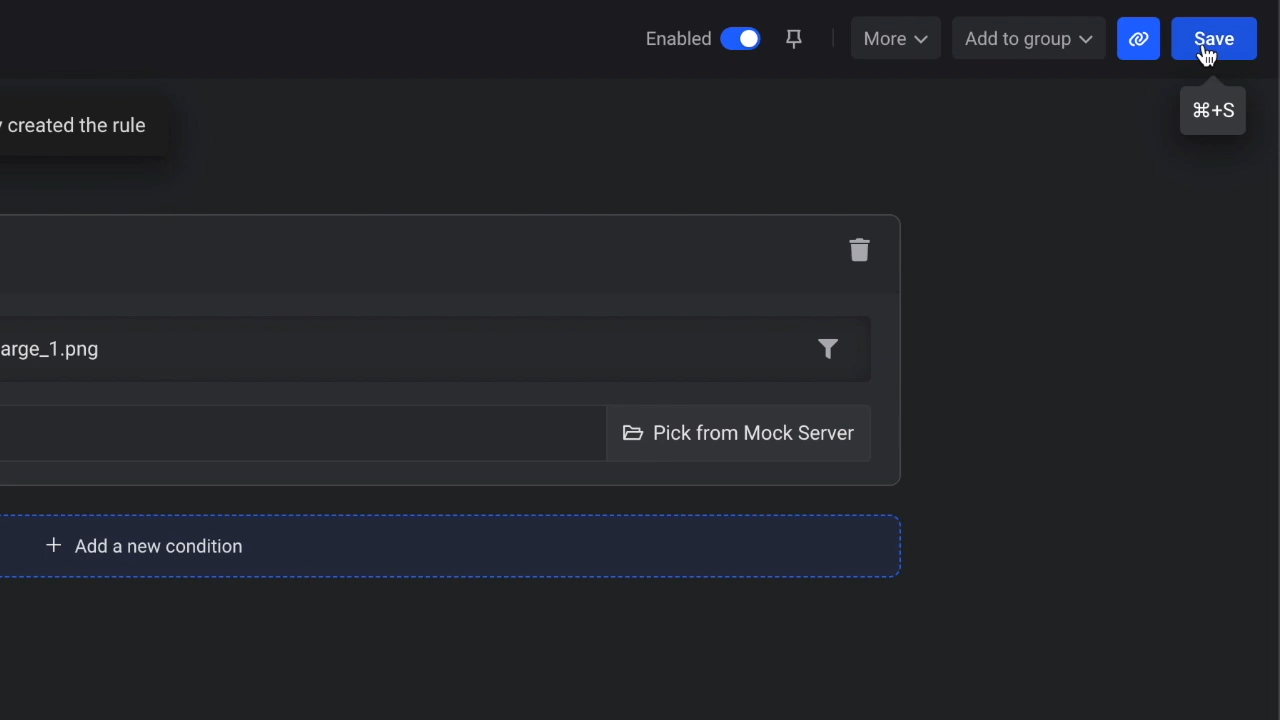 Enabled
More
Add to group
Save
⌘+S
created the rule
arge_1.png
Pick from Mock Server
+ Add a new condition